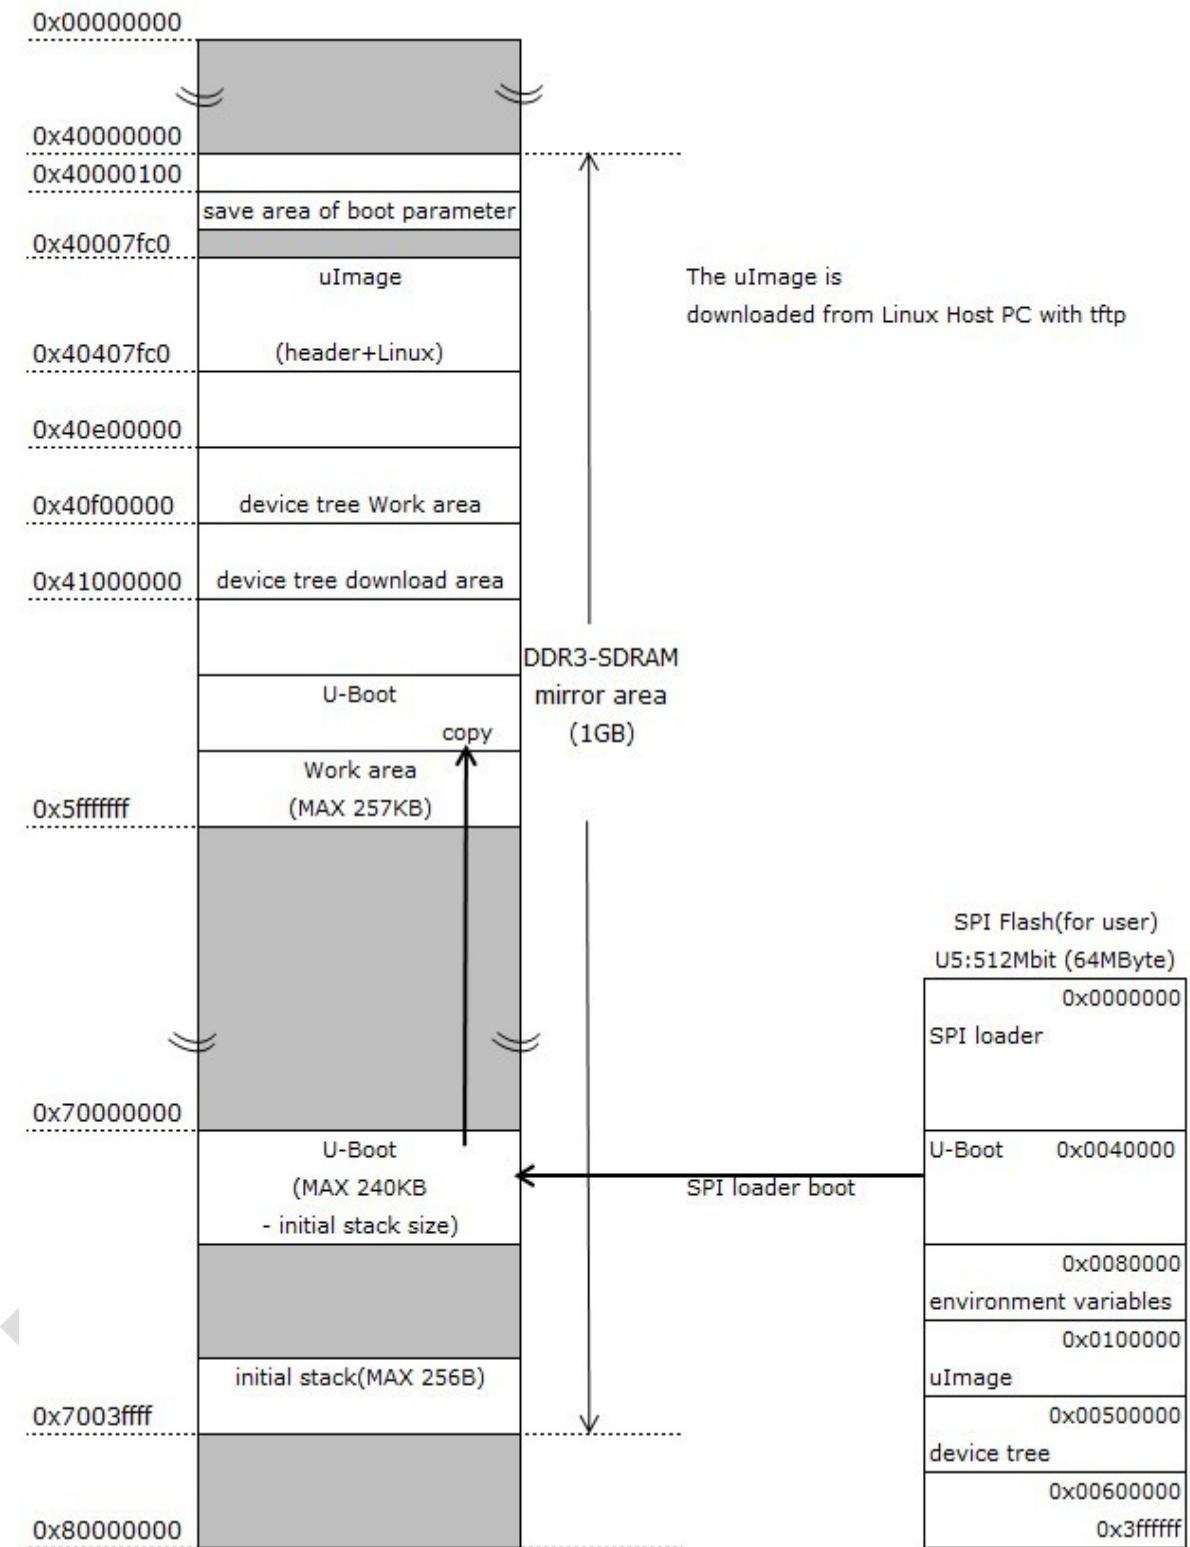 0x00000000
0x40000000
0x40000100
save area of boot parameter
0x40007fc0
uImage
The uImage is
downloaded from Linux Host PC with tftp
0x40407fc0
(header+Linux)
0x40e00000
0x40f00000
device tree Work area
0x41000000
device tree download area
DDR3-SDRAM
mirror area
(1GB)
U-Boot
copy
Work area
(MAX 257KB)
0x5fffffff
SPI Flash(for user)
U5:512Mbit (64MByte)
0x0000000
SPI loader
0x70000000
U-Boot
(MAX 240KB
- initial stack size)
SPI loader boot
U-Boot 0x0040000
0x0080000
environment variables
0x0100000
uImage
initial stack(MAX 256B)
0x7003ffff
0x00500000
device tree
0x00600000
0x80000000
0x3ffffff